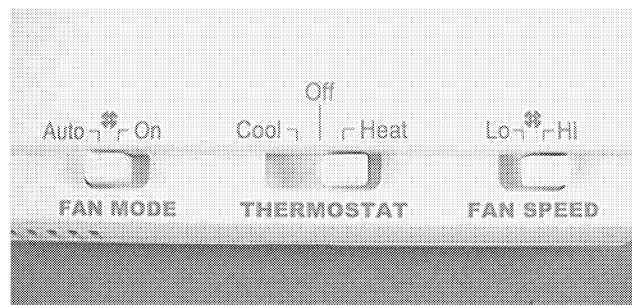 Off
Auto On Cool Heat Lo Hi
FAN MODE THERMOSTAT FAN SPEED